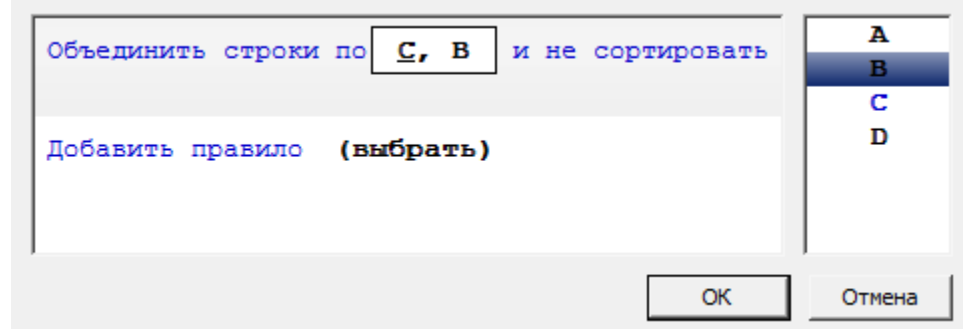 Объединить строки по C, B и не сортировать
Добавить правило (выбрать)
A
B
C
D
OK
Отмена